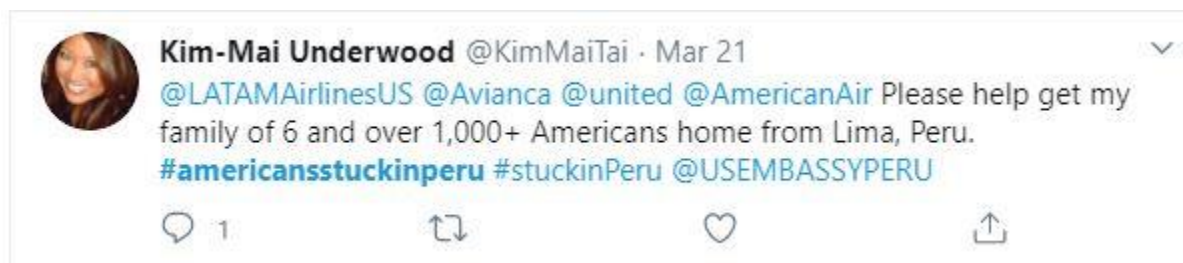 Kim-Mai Underwood @KimMaiTai · Mar 21
@LATAMAirlinesUS @Avianca @united @AmericanAir Please help get my
family of 6 and over 1,000+ Americans home from Lima, Peru.
#americansstuckinperu #stuckinPeru @USEMBASSYPERU
1